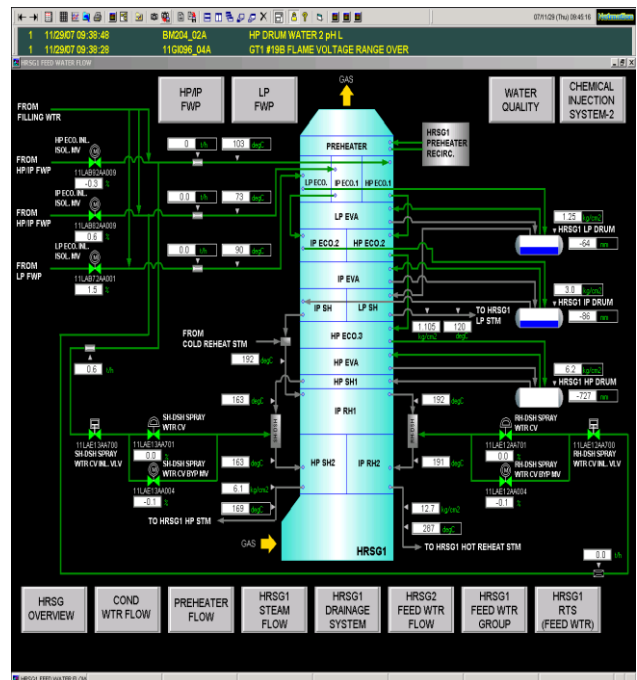 07/11/29 (Thu) 09:45:16
1 11/29/07 09:38:48 BM204_02A HP DRUM WATER 2 pH L
1 11/29/07 09:38:28 11GI096_04A GT1 #19B FLAME VOLTAGE RANGE OVER
HRSG1 FEED WATER FLOW
GAS
HP/IP
FWP
LP
FWP
WATER
QUALITY
CHEMICAL
INJECTION
SYSTEM-2
FROM
FILLING WTR
HP ECO. INL.
ISOL. MV
0 t/h
103 degC
PREHEATER
HRSG1
PREHEATER
RECIRC.
FROM
HP/IP FWP
11LAB92AA009
-0.3 %
LP ECO.
IP ECO.1
HP ECO.1
IP ECO. INL.
ISOL. MV
0.0 t/h
73 degC
FROM
HP/IP FWP
11LAB82AA009
0.6 %
LP EVA
1.25 kg/cm2
HRSG1 LP DRUM
-64 mm
LP ECO. INL.
ISOL. MV
0.0 t/h
90 degC
IP ECO.2
HP ECO.2
FROM
LP FWP
11LAB72AA001
1.5 %
IP EVA
3.0 kg/cm2
HRSG1 IP DRUM
-86 mm
IP SH
LP SH
TO HRSG1
LP STM
1.105 kg/cm2
120 degC
FROM
COLD REHEAT STM
HP ECO.3
192 degC
HP EVA
0.6 t/h
6.2 kg/cm2
HRSG1 HP DRUM
-727 mm
HP SH1
163 degC
IP RH1
192 degC
SH-DSH SPRAY
WTR CV
SH-DSH
RH-DSH
RH-DSH SPRAY
WTR CV
11LAE13AA700
SH-DSH SPRAY
WTR CV INL. VLV
11LAE13AA701
0.0 %
11LAE12AA701
0.0 %
11LAE12AA700
RH-DSH SPRAY
WTR CV INL. VLV
SH-DSH SPRAY
WTR CV BYP MV
163 degC
HP SH2
IP RH2
191 degC
RH-DSH SPRAY
WTR CV BYP MV
11LAE13AA004
-0.1 %
11LAE12AA004
-0.1 %
6.1 kg/cm2
169 degC
TO HRSG1 HP STM
12.7 kg/cm2
287 degC
TO HRSG1 HOT REHEAT STM
GAS
HRSG1
0.0 t/h
HRSG
OVERVIEW
COND
WTR FLOW
PREHEATER
FLOW
HRSG1
STEAM
FLOW
HRSG1
DRAINAGE
SYSTEM
HRSG2
FEED WTR
FLOW
HRSG1
FEED WTR
GROUP
HRSG1
RTS
(FEED WTR)
HRSG1 FEED WATER FLOW